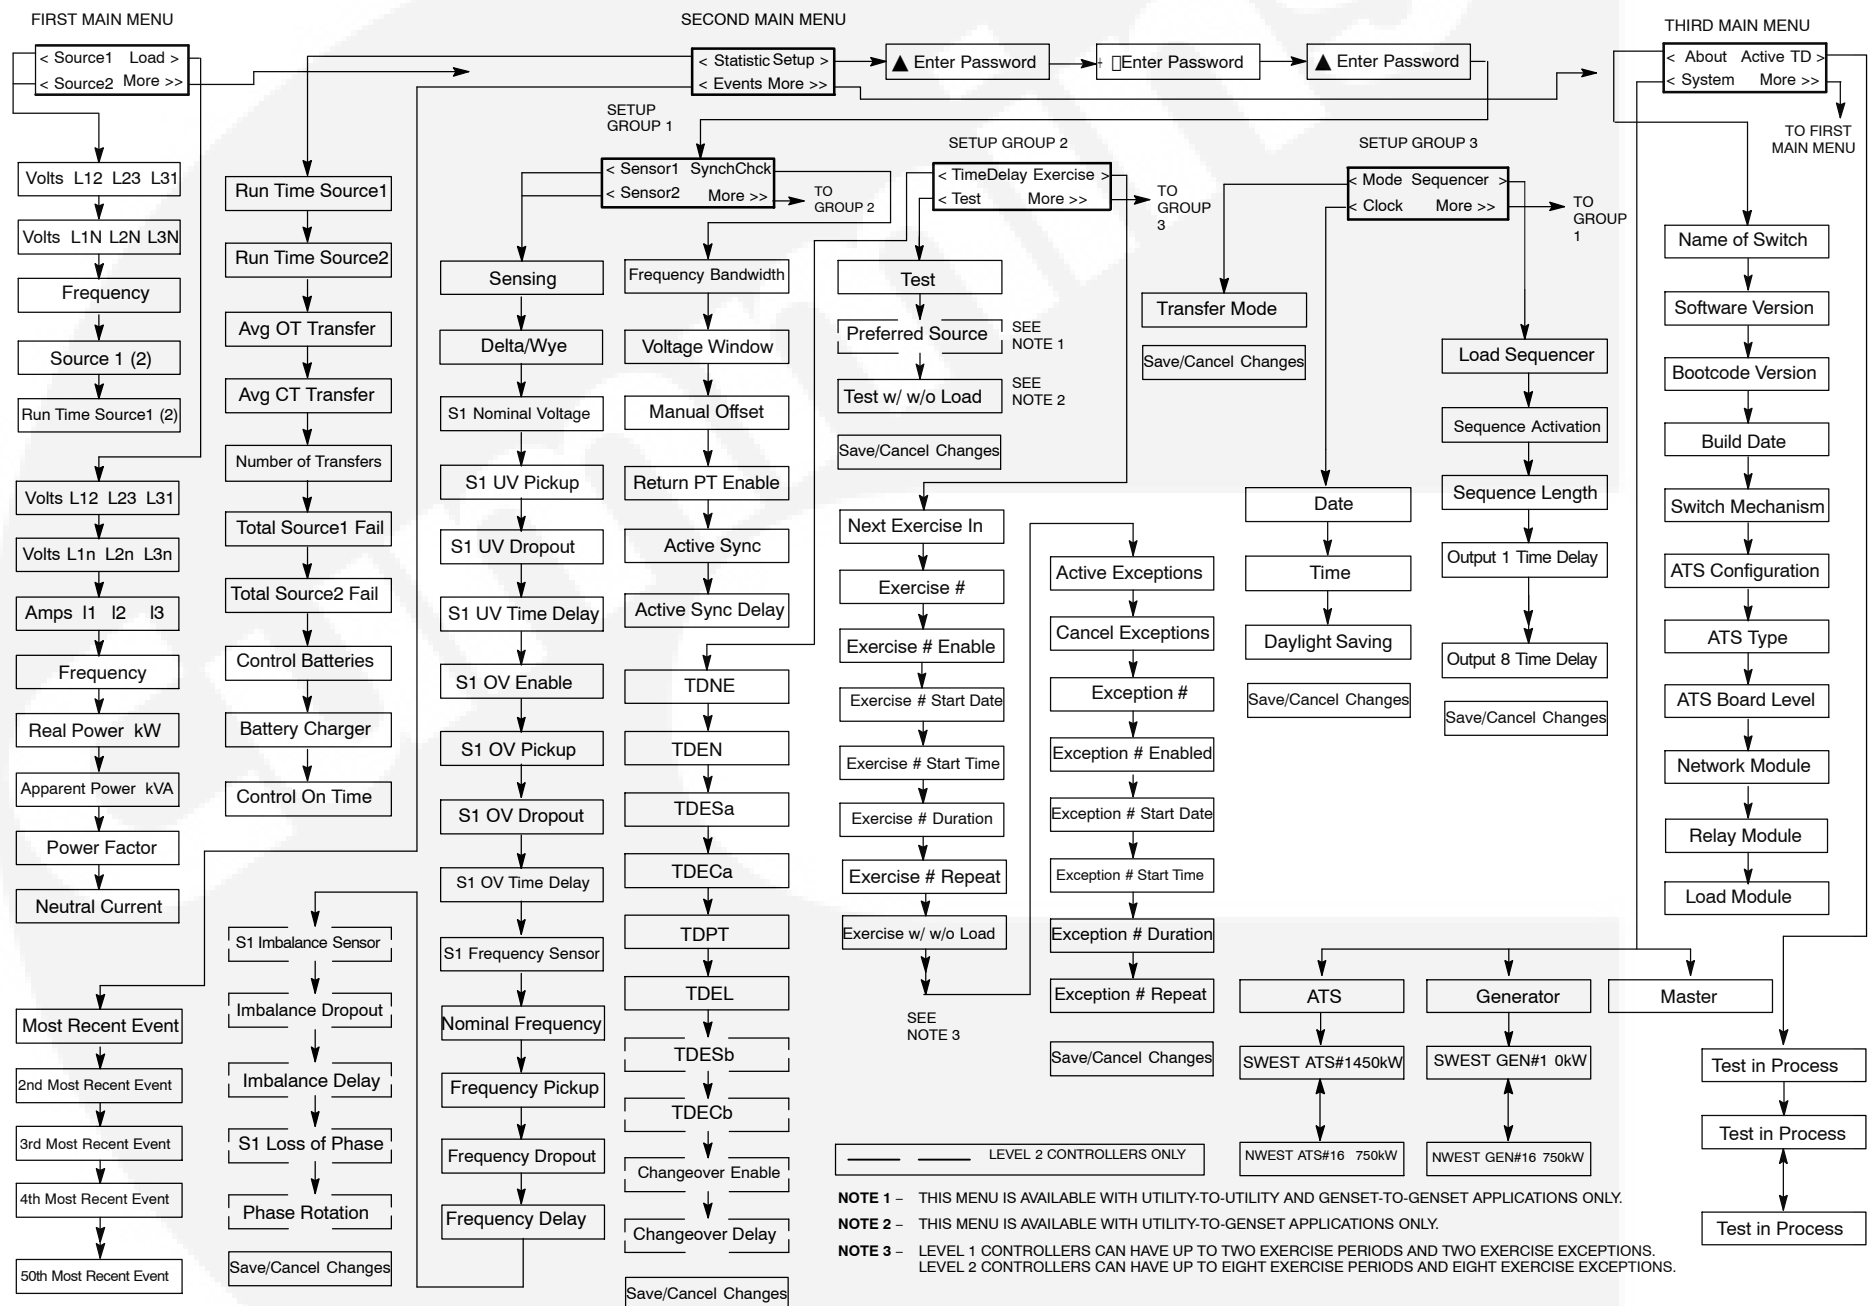 FIRST MAIN MENU
< Source1 Load >
< Source2 More >>
Volts L12 L23 L31
Volts L1N L2N L3N
Frequency
Source 1 (2)
Run Time Source1 (2)
Volts L12 L23 L31
Volts L1n L2n L3n
Amps I1 I2 I3
Frequency
Real Power kW
Apparent Power kVA
Power Factor
Neutral Current
Most Recent Event
2nd Most Recent Event
3rd Most Recent Event
4th Most Recent Event
50th Most Recent Event
SECOND MAIN MENU
< Statistic Setup >
< Events More >>
▲ Enter Password
▯Enter Password
▲ Enter Password
Run Time Source1
Run Time Source2
Avg OT Transfer
Avg CT Transfer
Number of Transfers
Total Source1 Fail
Total Source2 Fail
Control Batteries
Battery Charger
Control On Time
SETUP
GROUP 1
< Sensor1 SynchChck
< Sensor2 More >>
TO
GROUP 2
Sensing
Delta/Wye
S1 Nominal Voltage
S1 UV Pickup
S1 UV Dropout
S1 UV Time Delay
S1 OV Enable
S1 OV Pickup
S1 OV Dropout
S1 OV Time Delay
S1 Frequency Sensor
Nominal Frequency
Frequency Pickup
Frequency Dropout
Frequency Delay
S1 Imbalance Sensor
Imbalance Dropout
Imbalance Delay
S1 Loss of Phase
Phase Rotation
Save/Cancel Changes
Frequency Bandwidth
Voltage Window
Manual Offset
Return PT Enable
Active Sync
Active Sync Delay
SETUP GROUP 2
< TimeDelay Exercise >
< Test More >>
TO
GROUP
3
TDNE
TDEN
TDESa
TDECa
TDPT
TDEL
TDESb
TDECb
Changeover Enable
Changeover Delay
Save/Cancel Changes
Test
Preferred Source
SEE
NOTE 1
Test w/ w/o Load
SEE
NOTE 2
Save/Cancel Changes
Next Exercise In
Exercise #
Exercise # Enable
Exercise # Start Date
Exercise # Start Time
Exercise # Duration
Exercise # Repeat
Exercise w/ w/o Load
SEE
NOTE 3
Active Exceptions
Cancel Exceptions
Exception #
Exception # Enabled
Exception # Start Date
Exception # Start Time
Exception # Duration
Exception # Repeat
Save/Cancel Changes
SETUP GROUP 3
< Mode Sequencer >
< Clock More >>
TO
GROUP
1
Transfer Mode
Save/Cancel Changes
Date
Time
Daylight Saving
Save/Cancel Changes
Load Sequencer
Sequence Activation
Sequence Length
Output 1 Time Delay
Output 8 Time Delay
Save/Cancel Changes
THIRD MAIN MENU
< About Active TD >
< System More >>
TO FIRST
MAIN MENU
Name of Switch
Software Version
Bootcode Version
Build Date
Switch Mechanism
ATS Configuration
ATS Type
ATS Board Level
Network Module
Relay Module
Load Module
ATS
SWEST ATS#1450kW
NWEST ATS#16 750kW
Generator
SWEST GEN#1 0kW
NWEST GEN#16 750kW
Master
Test in Process
Test in Process
Test in Process
LEVEL 2 CONTROLLERS ONLY
NOTE 1 – THIS MENU IS AVAILABLE WITH UTILITY-TO-UTILITY AND GENSET-TO-GENSET APPLICATIONS ONLY.
NOTE 2 – THIS MENU IS AVAILABLE WITH UTILITY-TO-GENSET APPLICATIONS ONLY.
NOTE 3 – LEVEL 1 CONTROLLERS CAN HAVE UP TO TWO EXERCISE PERIODS AND TWO EXERCISE EXCEPTIONS.
LEVEL 2 CONTROLLERS CAN HAVE UP TO EIGHT EXERCISE PERIODS AND EIGHT EXERCISE EXCEPTIONS.